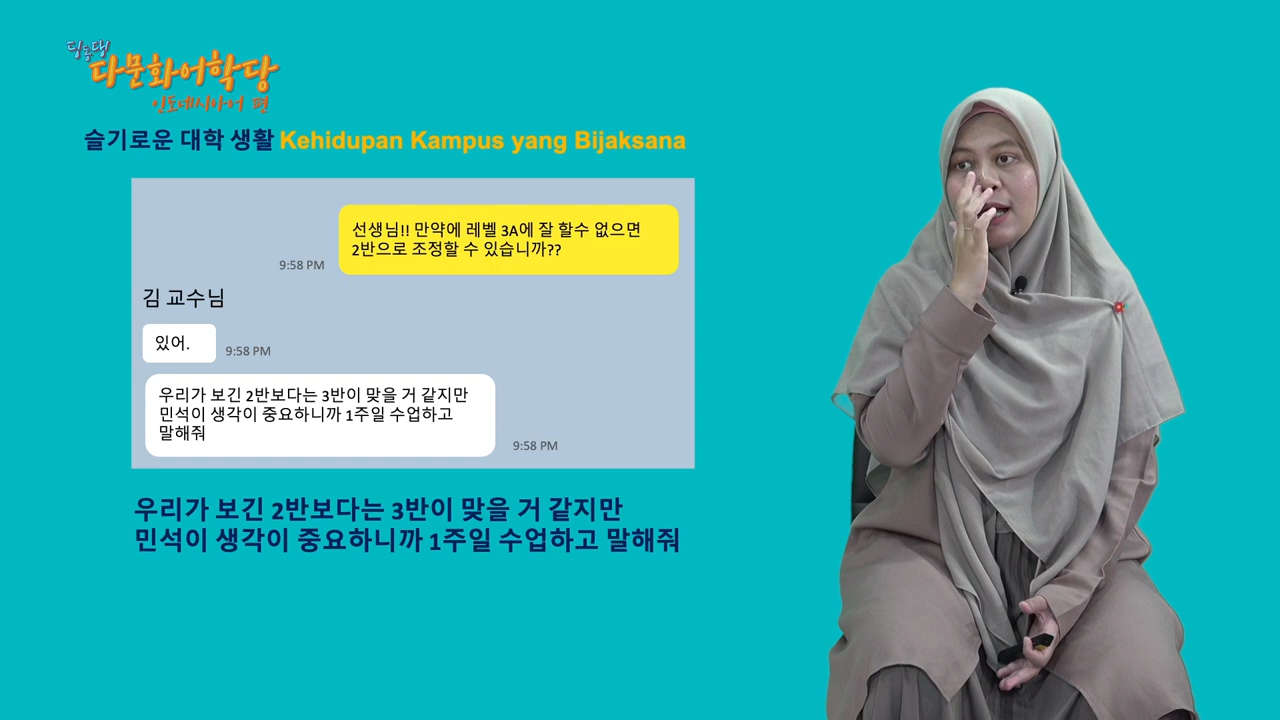 딩동댕!
다문화어학당
인도네시아어 편
슬기로운 대학 생활 Kehidupan Kampus yang Bijaksana
선생님!! 만약에 레벨 3A에 잘 할수 없으면
2반으로 조정할 수 있습니까??
9:58 PM
김 교수님
있어.
9:58 PM
우리가 보긴 2반보다는 3반이 맞을 거 같지만
민석이 생각이 중요하니까 1주일 수업하고
말해줘
9:58 PM
우리가 보긴 2반보다는 3반이 맞을 거 같지만
민석이 생각이 중요하니까 1주일 수업하고 말해줘